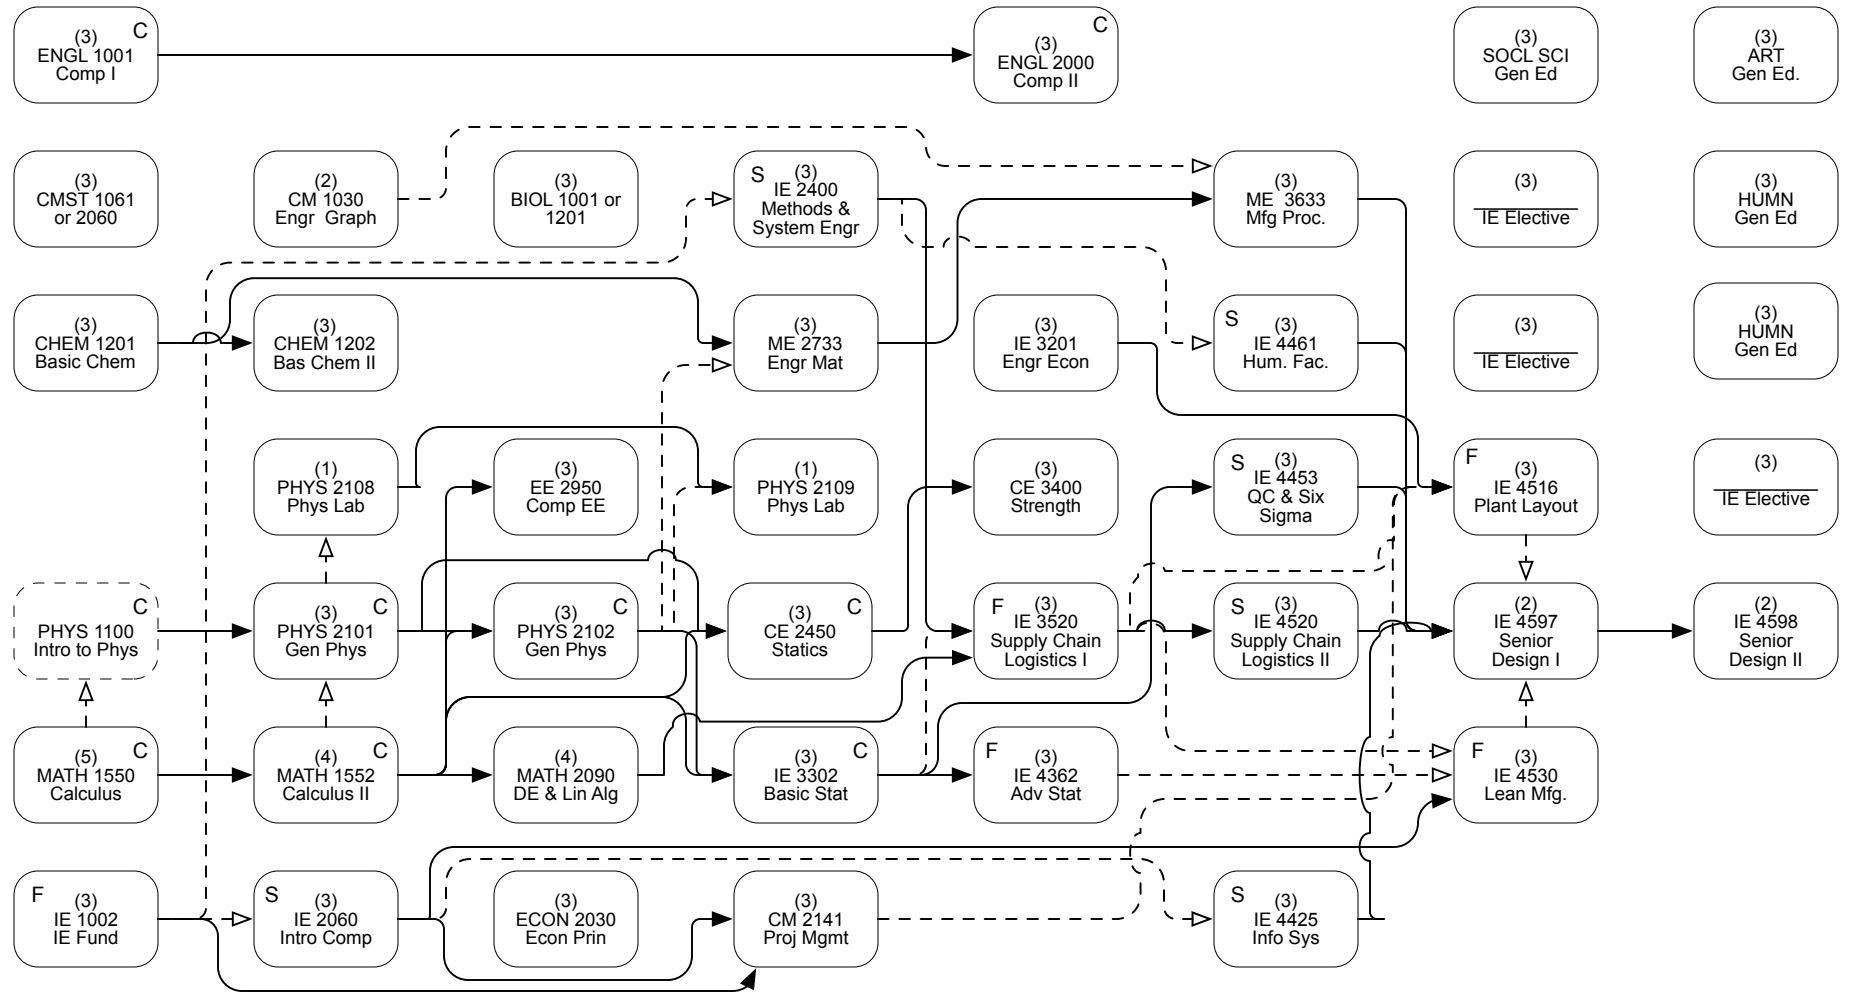 (3) C
ENGL 1001
Comp I
C
(3)
ENGL 2000
Comp II
(3)
SOCL SCI
Gen Ed
(3)
ART
Gen Ed.
(3)
CMST 1061
or 2060
(2)
CM 1030
Engr Graph
(3)
BIOL 1001 or
1201
S (3)
IE 2400
Methods &
System Engr
(3)
ME 3633
Mfg Proc.
(3)
IE Elective
(3)
HUMN
Gen Ed
(3)
CHEM 1201
Basic Chem
(3)
CHEM 1202
Bas Chem II
(3)
ME 2733
Engr Mat
(3)
IE 3201
Engr Econ
S (3)
IE 4461
Hum. Fac.
(3)
IE Elective
(3)
HUMN
Gen Ed
(1)
PHYS 2108
Phys Lab
(3)
EE 2950
Comp EE
(1)
PHYS 2109
Phys Lab
(3)
CE 3400
Strength
S (3)
IE 4453
QC & Six
Sigma
F (3)
IE 4516
Plant Layout
(3)
IE Elective
C
PHYS 1100
Intro to Phys
(3) C
PHYS 2101
Gen Phys
(3) C
PHYS 2102
Gen Phys
(3) C
CE 2450
Statics
F (3)
IE 3520
Supply Chain
Logistics I
S (3)
IE 4520
Supply Chain
Logistics II
(2)
IE 4597
Senior
Design I
(2)
IE 4598
Senior
Design II
(5) C
MATH 1550
Calculus
(4) C
MATH 1552
Calculus II
(4)
MATH 2090
DE & Lin Alg
(3) C
IE 3302
Basic Stat
F (3)
IE 4362
Adv Stat
F (3)
IE 4530
Lean Mfg.
F (3)
IE 1002
IE Fund
S (3)
IE 2060
Intro Comp
(3)
ECON 2030
Econ Prin
(3)
CM 2141
Proj Mgmt
S (3)
IE 4425
Info Sys